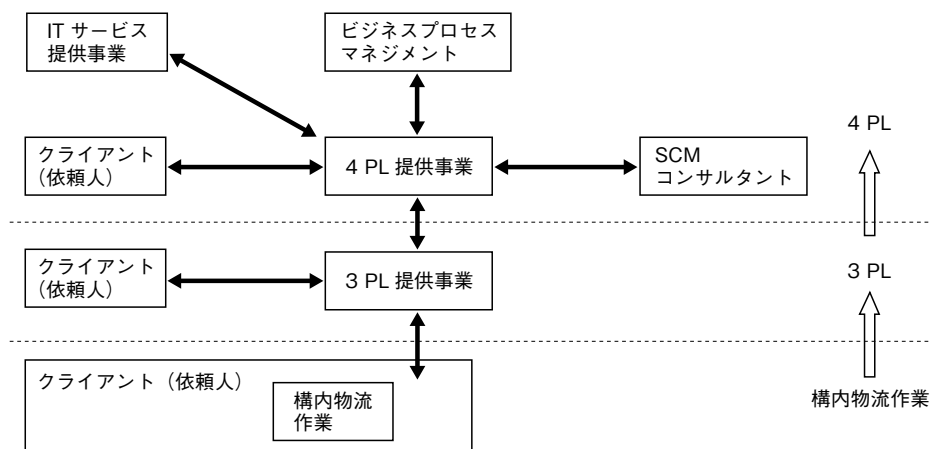 IT サービス
提供事業
ビジネスプロセス
マネジメント
クライアント
(依頼人)
4 PL 提供事業
SCM
コンサルタント
4 PL
クライアント
(依頼人)
3 PL 提供事業
3 PL
クライアント（依頼人）
構内物流
作業
構内物流作業